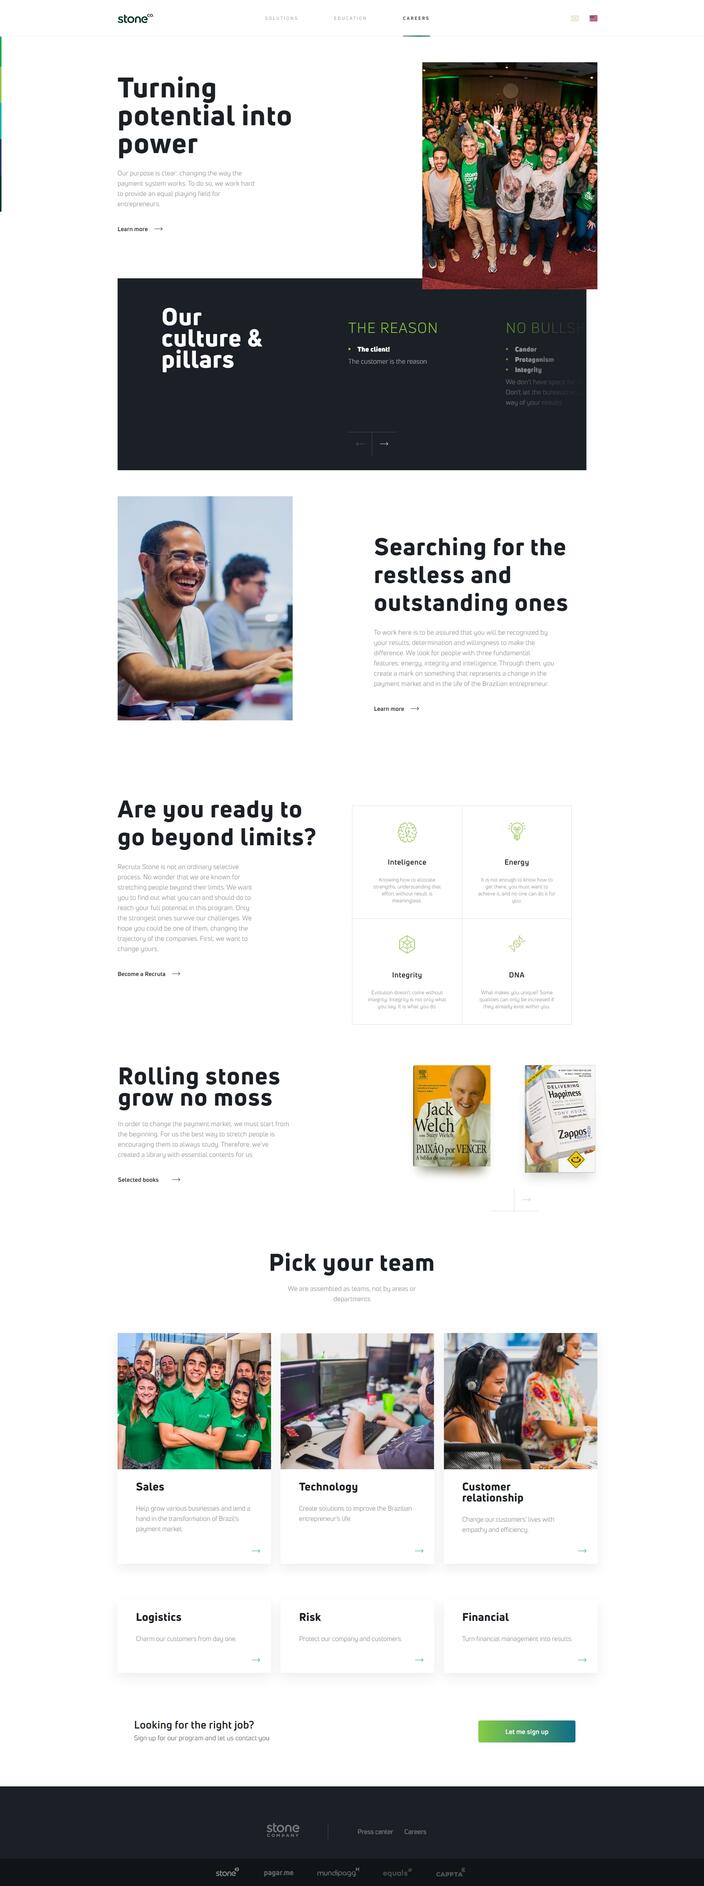 stone co.
SOLUTIONS
EDUCATION
CAREERS
Turning
potential into
power
Our purpose is clear: changing the way the
payment system works. To do so, we work hard
to provide an equal playing field for
entrepreneurs.
Learn more
Our
culture &
pillars
THE REASON
• The client!
The customer is the reason
NO BULLSH
• Candor
• Protagonism
• Integrity
We don't have space for
Don't let the bureaucr
way of your results
Searching for the
restless and
outstanding ones
To work here is to be assured that you will be recognized by
your results, determination and willingness to make the
difference. We look for people with three fundamental
features: energy, integrity and intelligence. Through them, you
create a mark on something that represents a change in the
payment market and in the life of the Brazilian entrepreneur.
Learn more
Are you ready to
go beyond limits?
Recruta Stone is not an ordinary selective
process. No wonder that we are known for
stretching people beyond their limits. We want
you to find out what you can and should do to
reach your full potential in this program. Only
the strongest ones survive our challenges. We
hope you could be one of them, changing the
trajectory of the companies. First, we want to
change yours.
Become a Recruta
Inteligence
Knowing how to allocate
strengths, understanding that
effort without result is
meaningless.
Energy
It is not enough to know how to
get there, you must want to
achieve it, and no one can do it for
you.
Integrity
Evolution doesn't come without
integrity. Integrity is not only what
you say. It is what you do.
DNA
What makes you unique? Some
qualities can only be increased if
they already exist within you.
Rolling stones
grow no moss
In order to change the payment market, we must start from
the beginning. For us the best way to stretch people is
encouraging them to always study. Therefore, we've
created a library with essential contents for us.
Selected books
Jack
Welch
com Suzy Welch
PAIXÃO por VENCER
A bíblia do sucesso
DELIVERING
Happiness
TONY HSIEH
Zappos
Pick your team
We are assembled as teams, not by areas or
departments.
Sales
Help grow various businesses and lend a
hand in the transformation of Brazil's
payment market.
Technology
Create solutions to improve the Brazilian
entrepreneur's life.
Customer
relationship
Change our customers' lives with
empathy and efficiency.
Logistics
Charm our customers from day one.
Risk
Protect our company and customers.
Financial
Turn financial management into results.
Looking for the right job?
Sign up for our program and let us contact you
Let me sign up
stone
COMPANY
Press center
Careers
stone
pagar.me
mundipagg
equals
CAPPTA